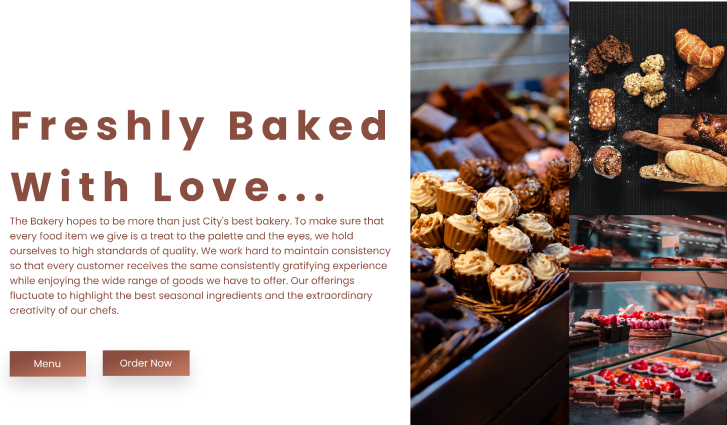 Freshly Baked
With Love...
The Bakery hopes to be more than just City's best bakery. To make sure that
every food item we give is a treat to the palette and the eyes, we hold
ourselves to high standards of quality. We work hard to maintain consistency
so that every customer receives the same consistently gratifying experience
while enjoying the wide range of goods we have to offer. Our offerings
fluctuate to highlight the best seasonal ingredients and the extraordinary
creativity of our chefs.
Menu
Order Now